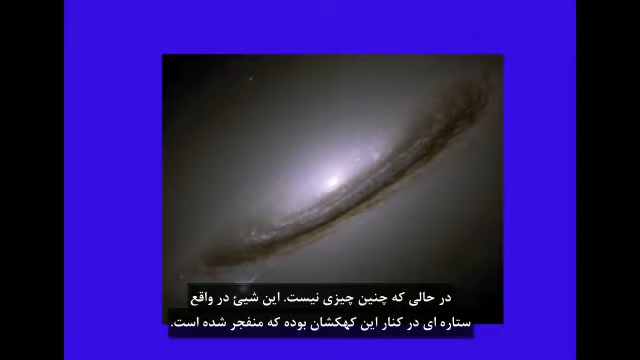 در حالی که چنین چیزی نیست. این شیئ در واقع
ستاره ای در کنار این کهکشان بوده که منفجر شده است.